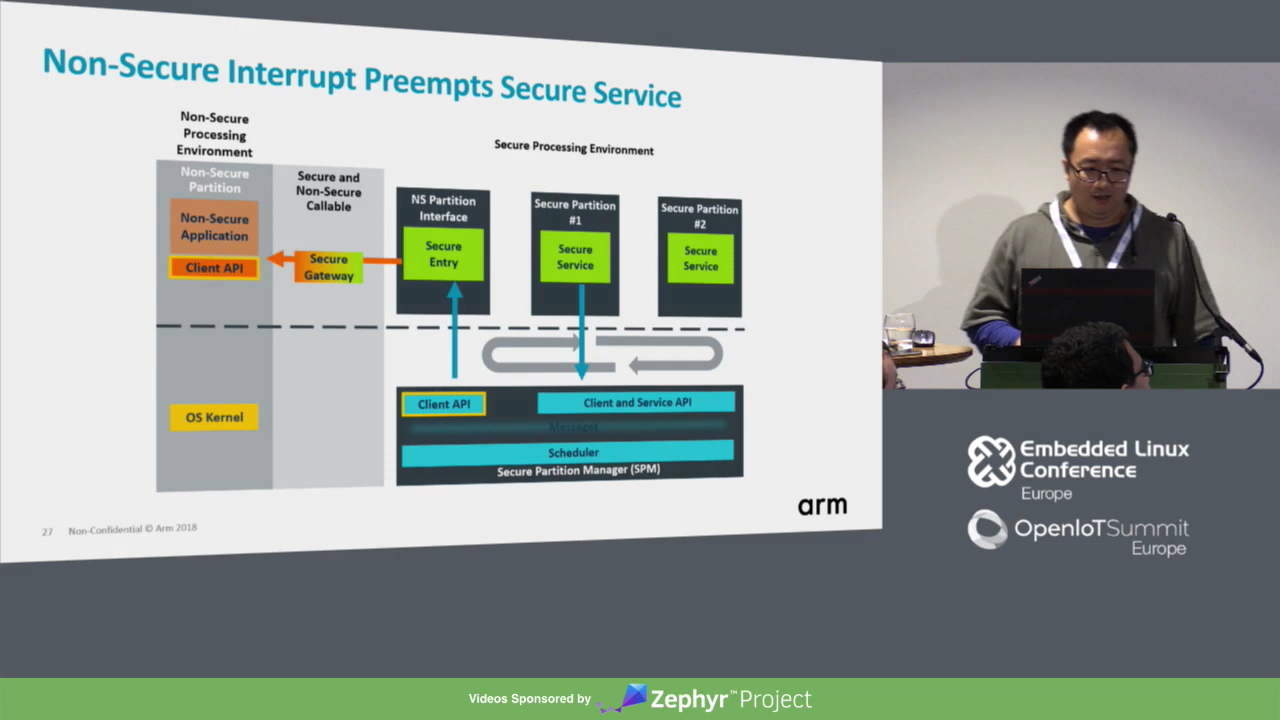 Non-Secure Interrupt Preempts Secure Service
Non-Secure
Processing
Environment
Secure Processing Environment
Non-Secure
Partition
Secure and
Non-Secure
Callable
NS Partition
Interface
Secure Partition
#1
Secure Partition
#2
Non-Secure
Application
Client API
Secure
Gateway
Secure
Entry
Secure
Service
Secure
Service
OS Kernel
Client API
Client and Service API
Messages
Scheduler
Secure Partition Manager (SPM)
arm
27 Non-Confidential © Arm 2018
Embedded Linux
Conference
Europe
OpenIoTSummit
Europe
Videos Sponsored by Zephyr™Project